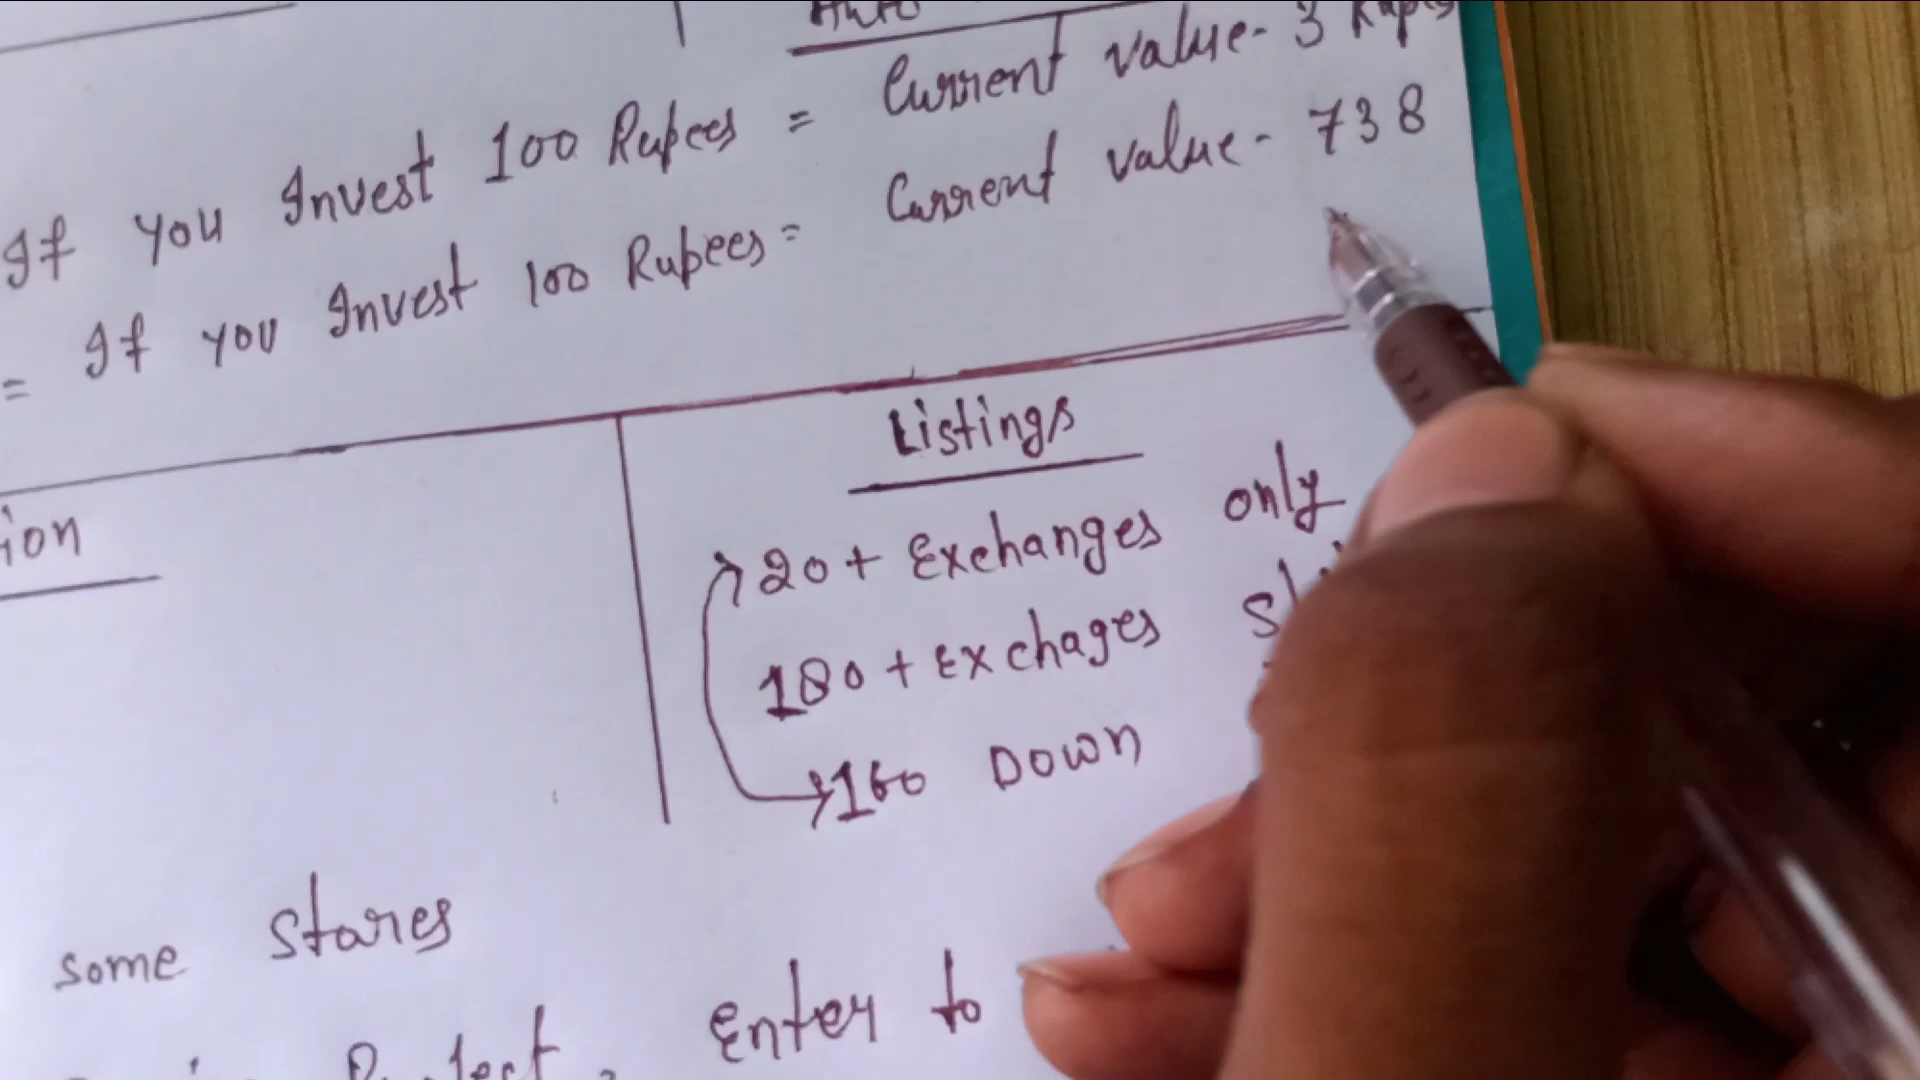 If you Invest 100 Rupees = Current value - 3
= If you Invest 100 Rupees = Current value - 738
ion
Listings
20 + Exchanges only
180 + Exchages
160 Down
some stares
Enter to